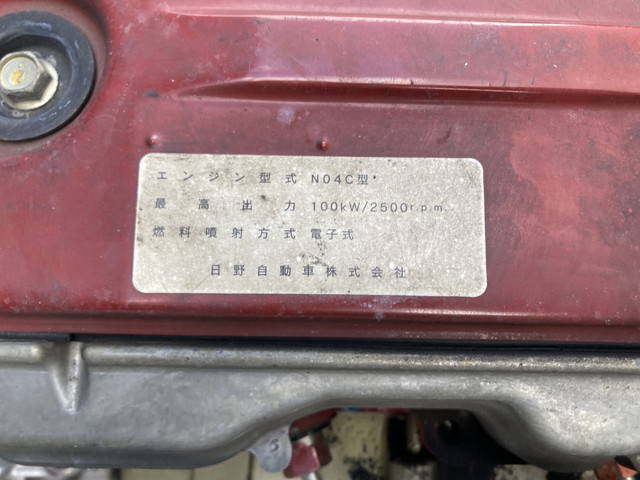 エンジン型式 N04C型
最高出力 100kW/2500r.p.m.
燃料噴射方式 電子式
日野自動車株式会社